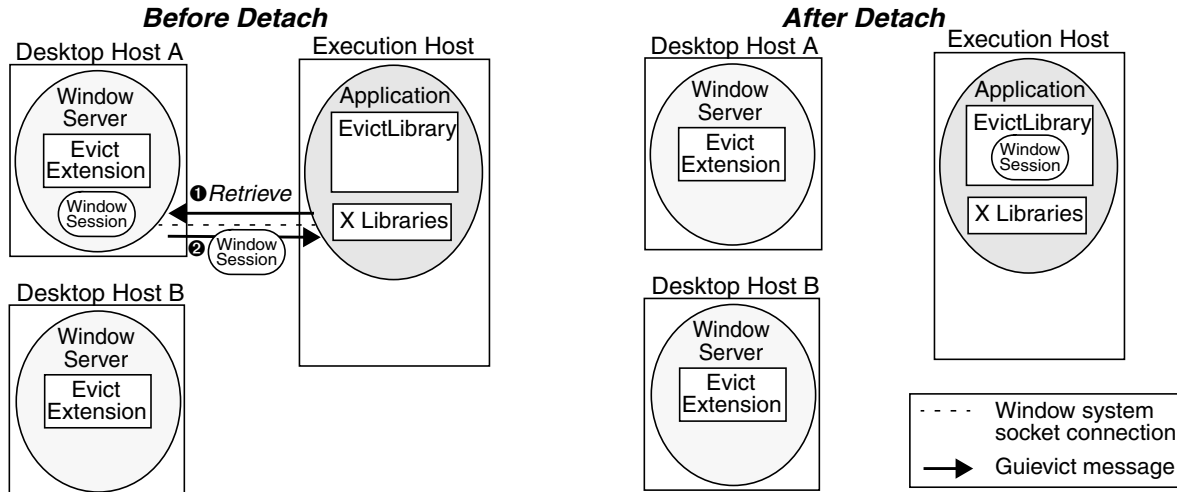 Before Detach
Desktop Host A
Window
Server
Evict
Extension
Window
Session
❶Retrieve
❷
Window
Session
Execution Host
Application
EvictLibrary
X Libraries
Desktop Host B
Window
Server
Evict
Extension
After Detach
Desktop Host A
Window
Server
Evict
Extension
Execution Host
Application
EvictLibrary
Window
Session
X Libraries
Desktop Host B
Window
Server
Evict
Extension
Window system
socket connection
Guievict message